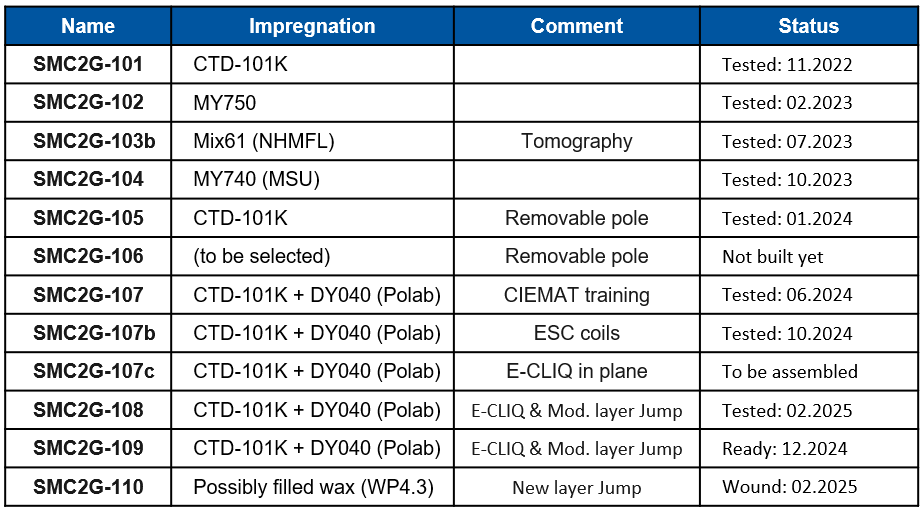 Name Impregnation Comment Status
SMC2G-101 CTD-101K Tested: 11.2022
SMC2G-102 MY750 Tested: 02.2023
SMC2G-103b Mix61 (NHMFL) Tomography Tested: 07.2023
SMC2G-104 MY740 (MSU) Tested: 10.2023
SMC2G-105 CTD-101K Removable pole Tested: 01.2024
SMC2G-106 (to be selected) Removable pole Not built yet
SMC2G-107 CTD-101K + DY040 (Polab) CIEMAT training Tested: 06.2024
SMC2G-107b CTD-101K + DY040 (Polab) ESC coils Tested: 10.2024
SMC2G-107c CTD-101K + DY040 (Polab) E-CLIQ in plane To be assembled
SMC2G-108 CTD-101K + DY040 (Polab) E-CLIQ & Mod. layer Jump Tested: 02.2025
SMC2G-109 CTD-101K + DY040 (Polab) E-CLIQ & Mod. layer Jump Ready: 12.2024
SMC2G-110 Possibly filled wax (WP4.3) New layer Jump Wound: 02.2025